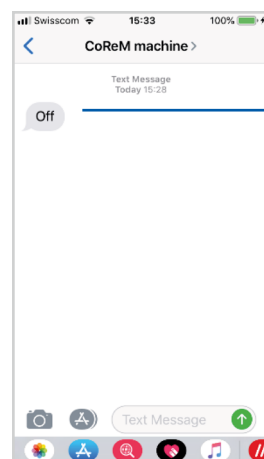 Swisscom 15:33 100%
CoReM machine
Text Message
Today 15:28
Off
Text Message